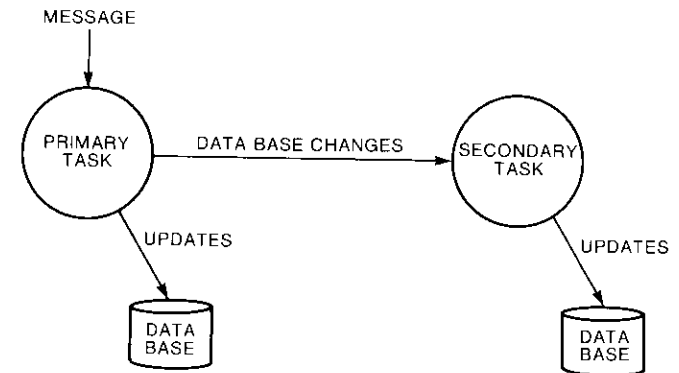 MESSAGE
PRIMARY
TASK
DATA BASE CHANGES
SECONDARY
TASK
UPDATES
UPDATES
DATA
BASE
DATA
BASE